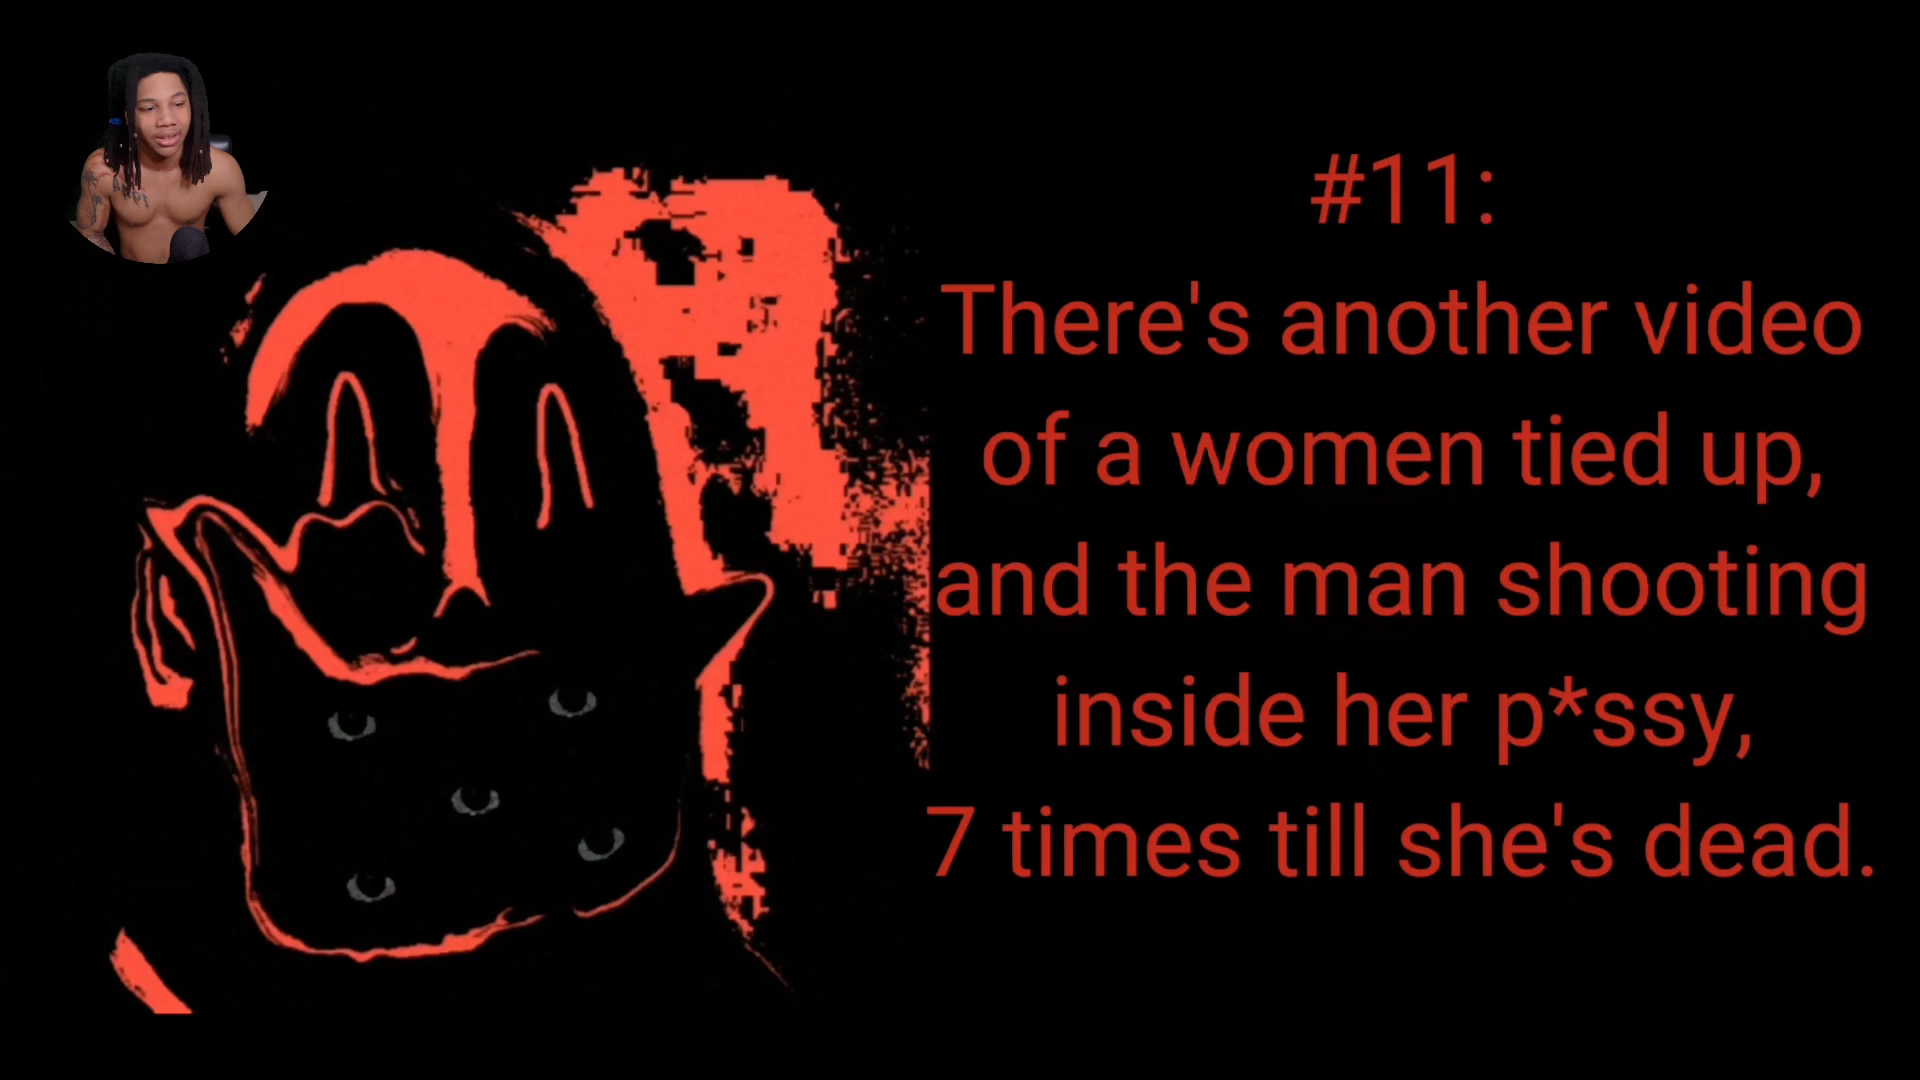 #11:
There's another video
of a women tied up,
and the man shooting
inside her p*ssy,
7 times till she's dead.